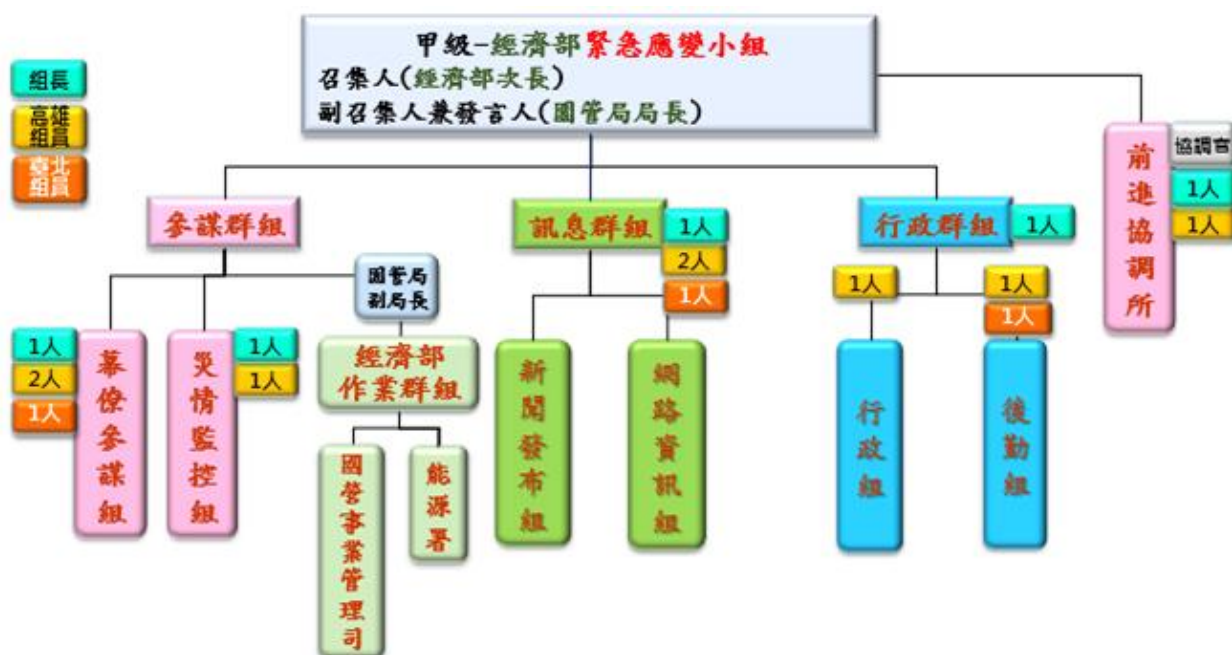 甲級-經濟部緊急應變小組
召集人(經濟部次長)
副召集人兼發言人(園管局局長)
組長
高雄
組員
臺北
組員
前進協調所
協調官
1人
1人
參謀群組
訊息群組
1人
2人
1人
行政群組
1人
園管局
副局長
1人
1人
1人
1人
2人
1人
幕僚參謀組
災情監控組
1人
1人
經濟部
作業群組
國營事業管理司
能源署
新聞發布組
網路資訊組
行政組
後勤組